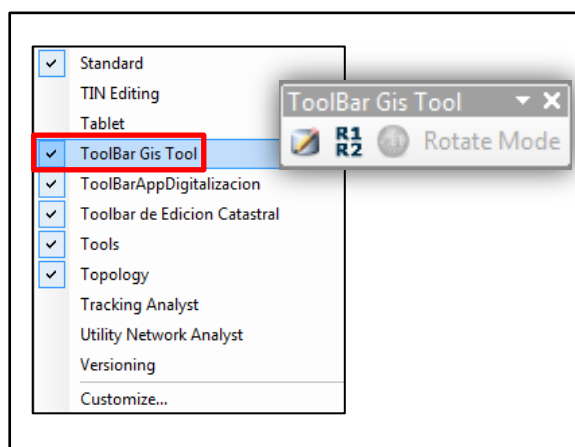 Standard
TIN Editing
Tablet
ToolBar Gis Tool
ToolBarAppDigitalizacion
Toolbar de Edicion Catastral
Tools
Topology
Tracking Analyst
Utility Network Analyst
Versioning
Customize...
ToolBar Gis Tool
R1
R2
Rotate Mode